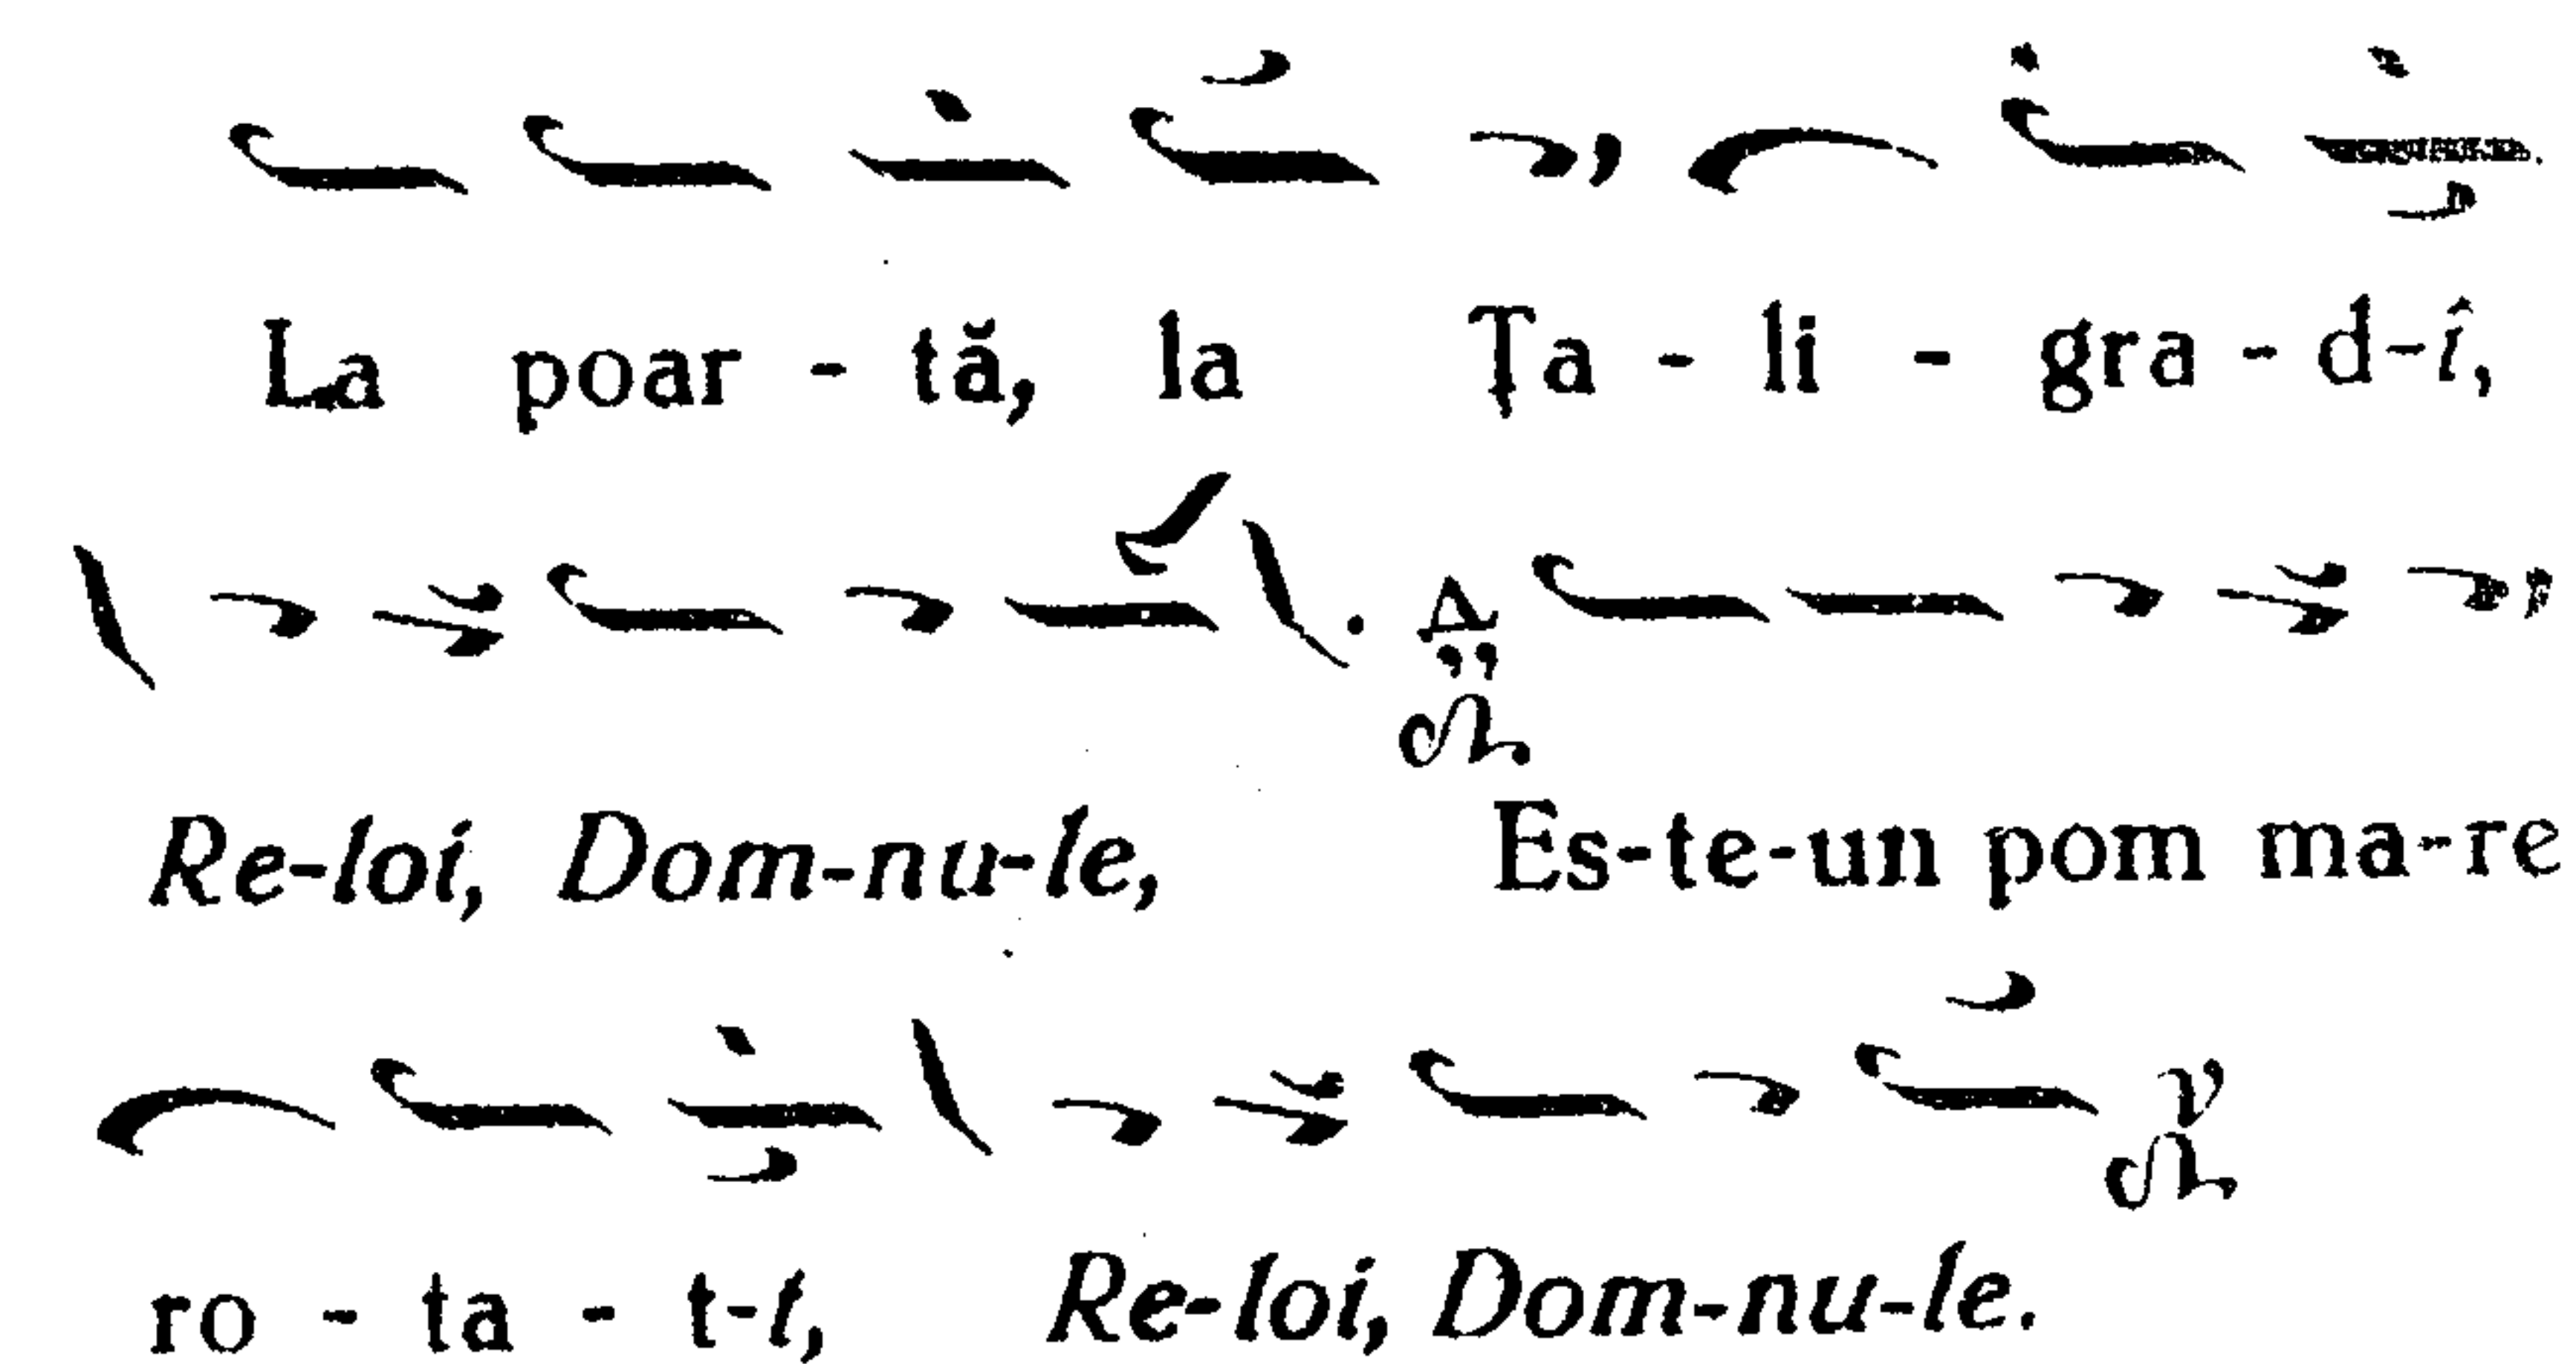 La poar - tă, la Ța - li - gra - d-î,
Re-loi, Dom-nu-le, Es-te-un pom ma-re
ro - ta - t-t, Re-loi, Dom-nu-le.